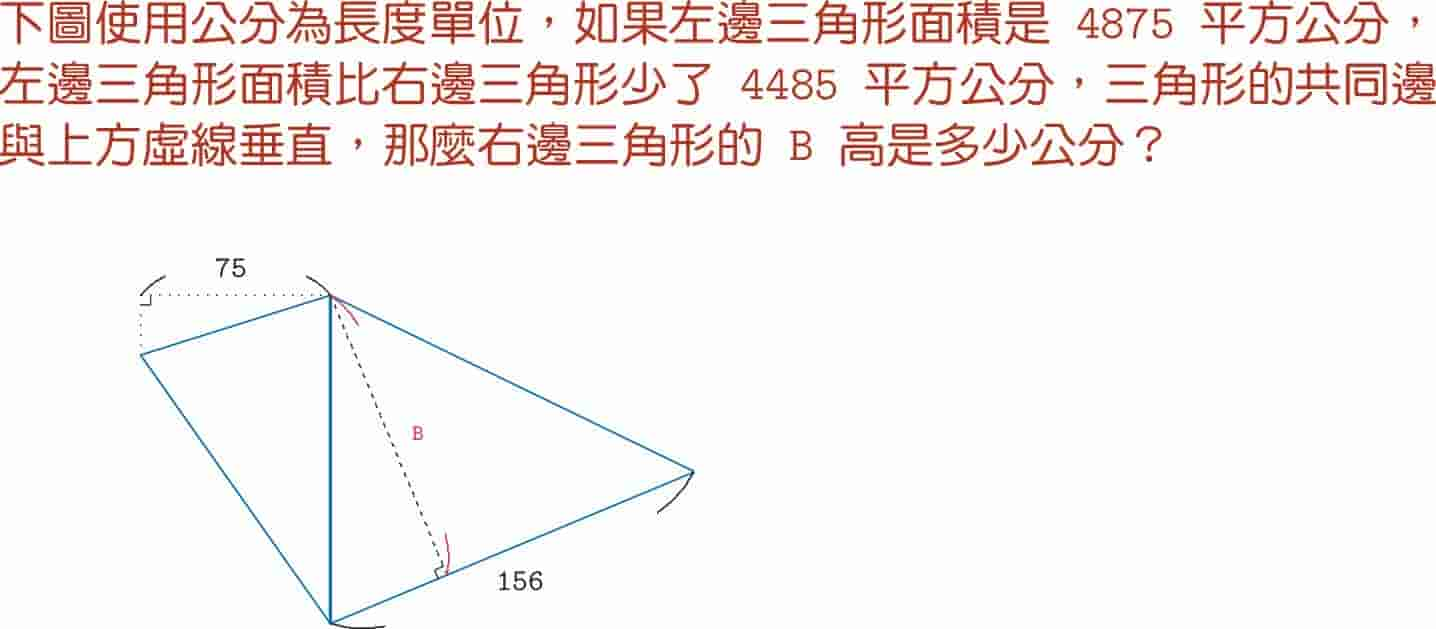 下圖使用公分為長度單位，如果左邊三角形面積是 4875 平方公分，
左邊三角形面積比右邊三角形少了 4485 平方公分，三角形的共同邊
與上方虛線垂直，那麼右邊三角形的 B 高是多少公分？
75
B
156